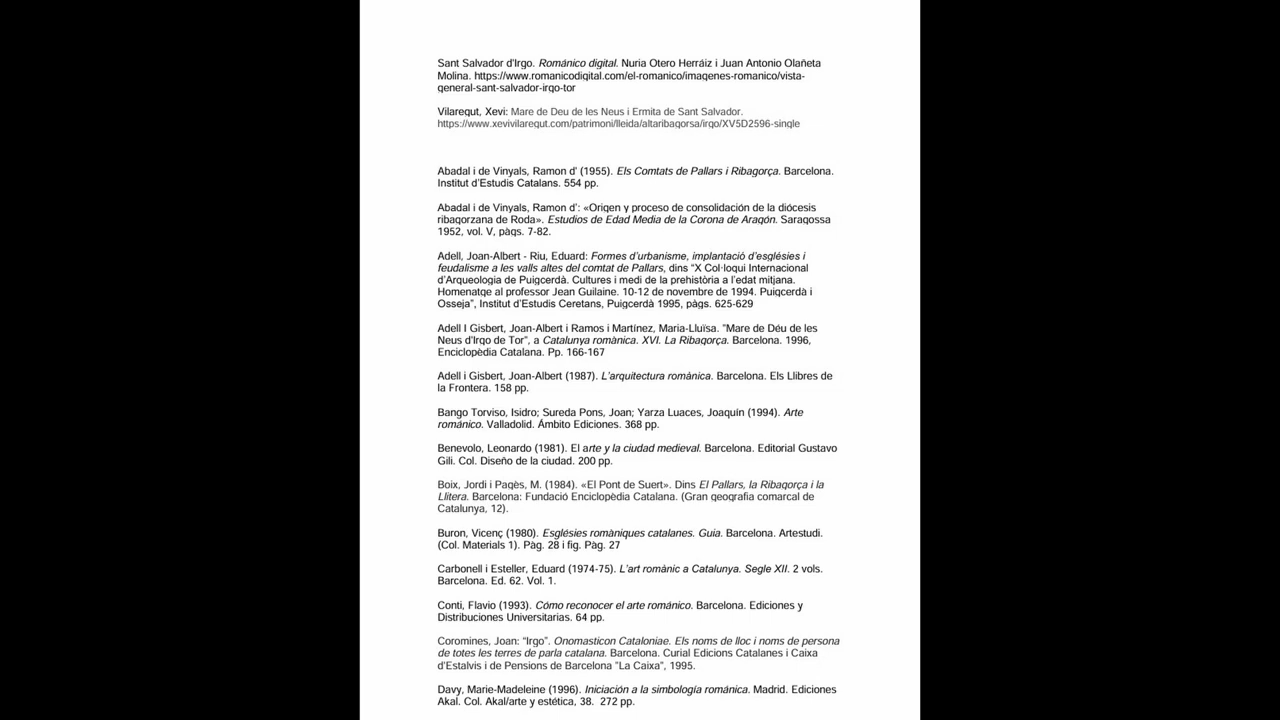 Sant Salvador d'Irgo. Románico digital. Nuria Otero Herráiz i Juan Antonio Olañeta
Molina. https://www.romanicodigital.com/el-romanico/imagenes-romanico/vista-
general-sant-salvador-irgo-tor
Vilaregut, Xevi: Mare de Deu de les Neus i Ermita de Sant Salvador.
https://www.xevivilaregut.com/patrimoni/lleida/altaribagorsa/irgo/XV5D2596-single
Abadal i de Vinyals, Ramon d' (1955). Els Comtats de Pallars i Ribagorça. Barcelona.
Institut d'Estudis Catalans. 554 pp.
Abadal i de Vinyals, Ramon d': «Origen y proceso de consolidación de la diócesis
ribagorzana de Roda». Estudios de Edad Media de la Corona de Aragón. Saragossa
1952, vol. V, pàgs. 7-82.
Adell, Joan-Albert - Riu, Eduard: Formes d'urbanisme, implantació d'esglésies i
feudalisme a les valls altes del comtat de Pallars, dins "X Col·loqui Internacional
d'Arqueologia de Puigcerdà. Cultures i medi de la prehistòria a l'edat mitjana.
Homenatge al professor Jean Guilaine. 10-12 de novembre de 1994. Puigcerdà i
Osseja", Institut d'Estudis Ceretans, Puigcerdà 1995, pàgs. 625-629
Adell I Gisbert, Joan-Albert i Ramos i Martínez, Maria-Lluïsa. "Mare de Déu de les
Neus d'Irgo de Tor", a Catalunya romànica. XVI. La Ribagorça. Barcelona. 1996,
Enciclopèdia Catalana. Pp. 166-167
Adell i Gisbert, Joan-Albert (1987). L'arquitectura romànica. Barcelona. Els Llibres de
la Frontera. 158 pp.
Bango Torviso, Isidro; Sureda Pons, Joan; Yarza Luaces, Joaquín (1994). Arte
románico. Valladolid. Ámbito Ediciones. 368 pp.
Benevolo, Leonardo (1981). El arte y la ciudad medieval. Barcelona. Editorial Gustavo
Gili. Col. Diseño de la ciudad. 200 pp.
Boix, Jordi i Pagès, M. (1984). «El Pont de Suert». Dins El Pallars, la Ribagorça i la
Llitera. Barcelona: Fundació Enciclopèdia Catalana. (Gran geografia comarcal de
Catalunya, 12).
Buron, Vicenç (1980). Esglésies romàniques catalanes. Guia. Barcelona. Artestudi.
(Col. Materials 1). Pàg. 28 i fig. Pàg. 27
Carbonell i Esteller, Eduard (1974-75). L'art romànic a Catalunya. Segle XII. 2 vols.
Barcelona. Ed. 62. Vol. 1.
Conti, Flavio (1993). Cómo reconocer el arte románico. Barcelona. Ediciones y
Distribuciones Universitarias. 64 pp.
Coromines, Joan: "Irgo". Onomasticon Cataloniae. Els noms de lloc i noms de persona
de totes les terres de parla catalana. Barcelona. Curial Edicions Catalanes i Caixa
d'Estalvis i de Pensions de Barcelona "La Caixa", 1995.
Davy, Marie-Madeleine (1996). Iniciación a la simbología románica. Madrid. Ediciones
Akal. Col. Akal/arte y estética, 38. 272 pp.